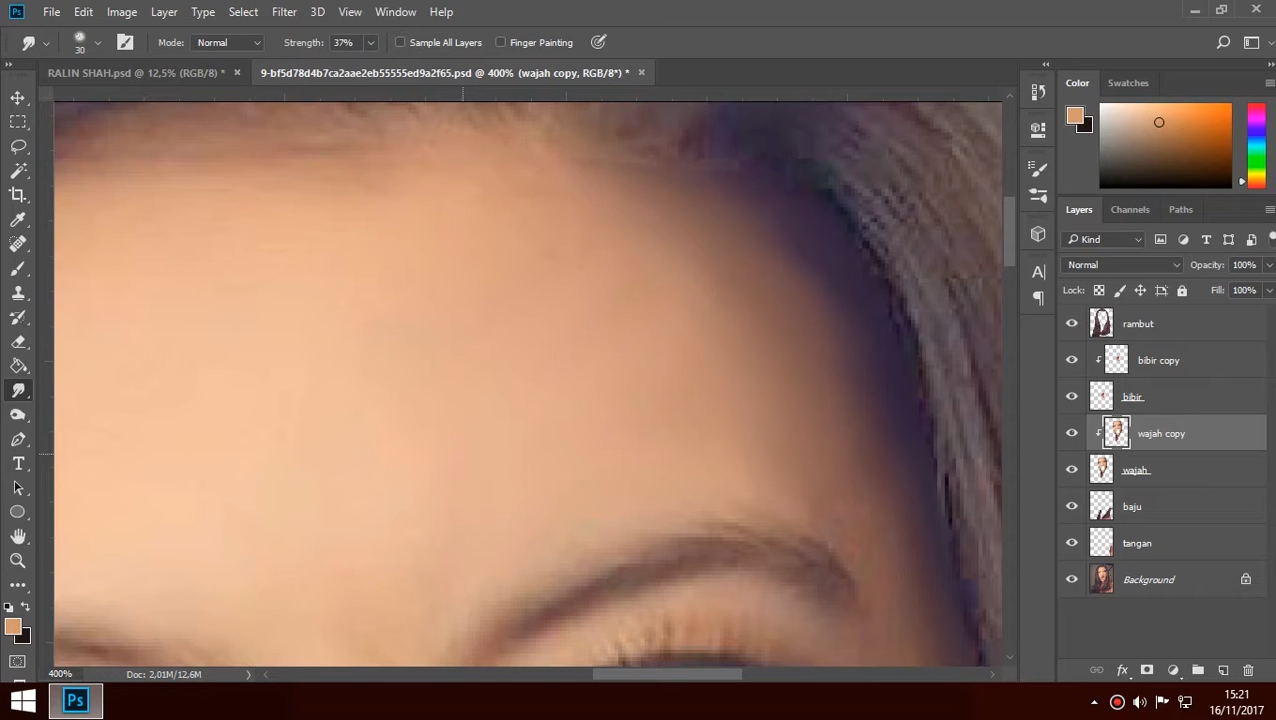 Ps File Edit Image Layer Type Select Filter 3D View Window Help
30 Mode: Normal Strength: 37% Sample All Layers Finger Painting
RALIN SHAH.psd @ 12,5% (RGB/8) * × 9-bf5d78d4b7ca2aae2eb55555ed9a2f65.psd @ 400% (wajah copy, RGB/8*) * ×
Color Swatches
Layers Channels Paths
Kind
Normal Opacity: 100%
Lock: Fill: 100%
rambut
bibir copy
bibir
wajah copy
wajah
baju
tangan
Background
400% Doc: 2,01M/12,6M
Ps
15:21
16/11/2017